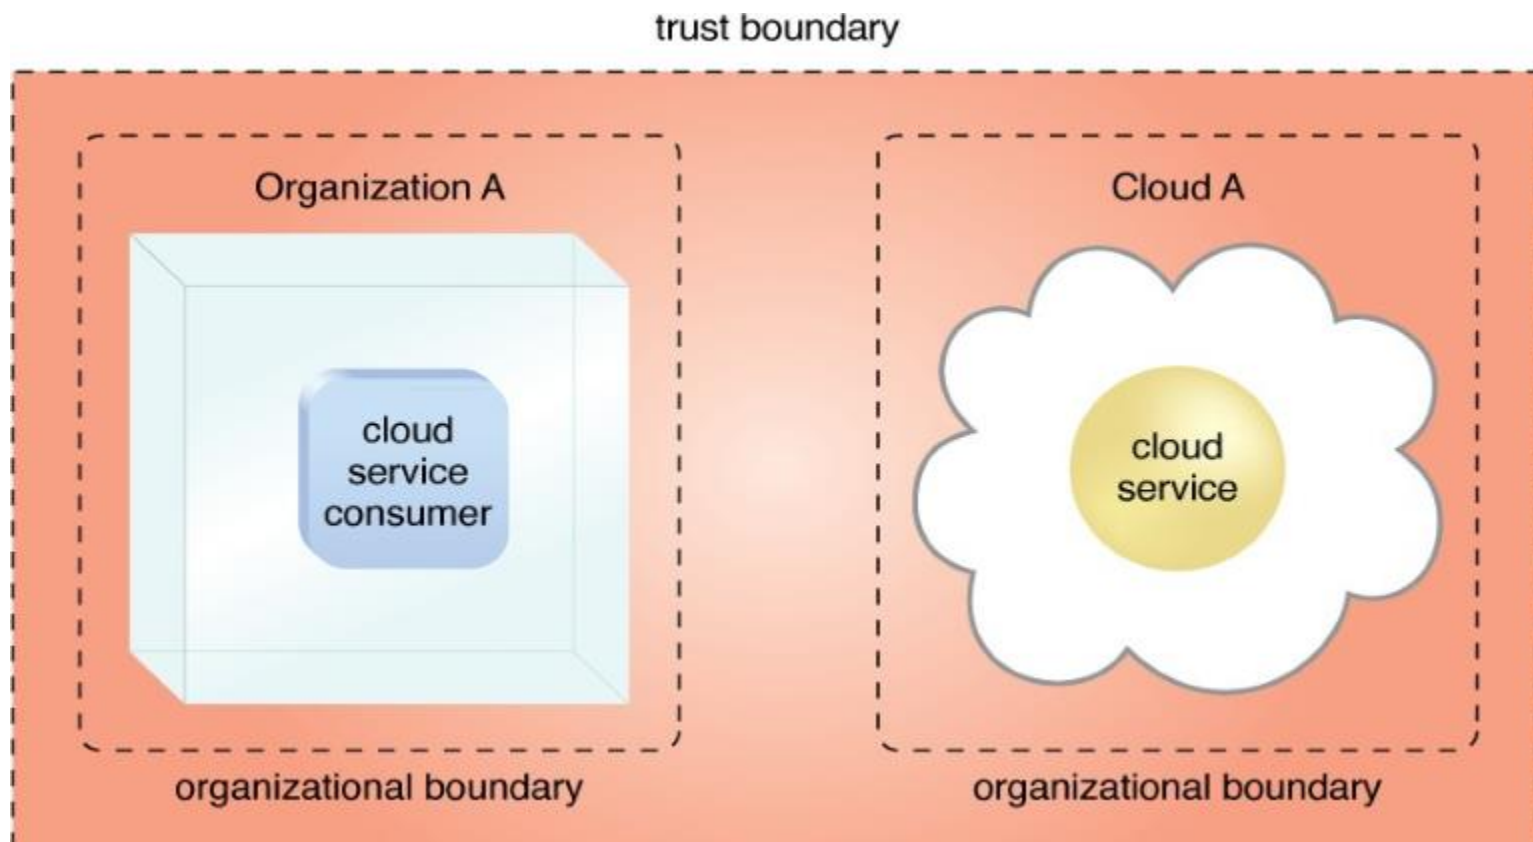 trust boundary
Organization A
cloud
service
consumer
organizational boundary
Cloud A
cloud
service
organizational boundary